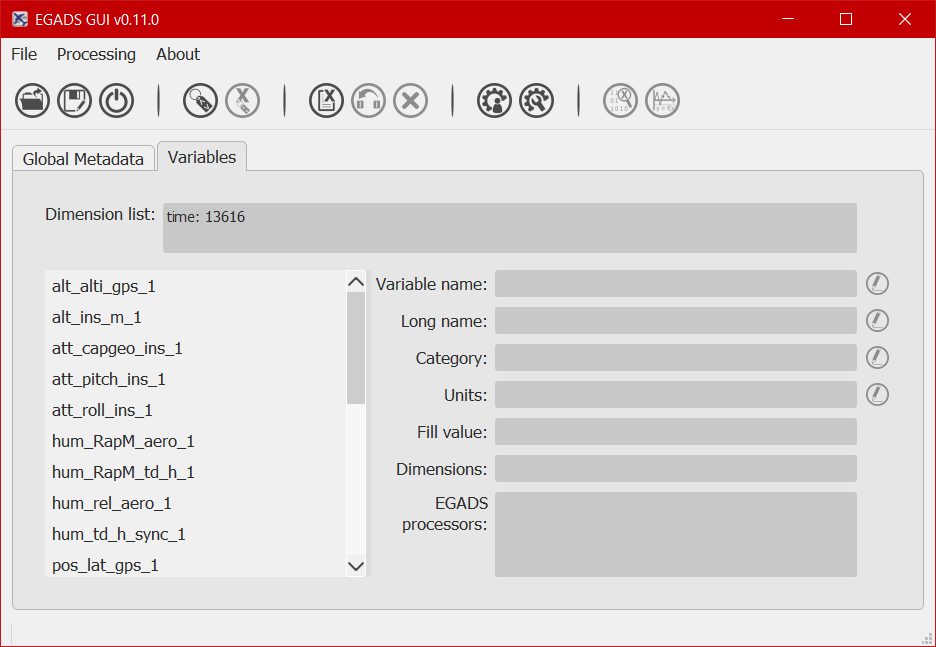 EGADS GUI v0.11.0
File Processing About
Global Metadata Variables
Dimension list: time: 13616
alt_alti_gps_1
alt_ins_m_1
att_capgeo_ins_1
att_pitch_ins_1
att_roll_ins_1
hum_RapM_aero_1
hum_RapM_td_h_1
hum_rel_aero_1
hum_td_h_sync_1
pos_lat_gps_1
Variable name:
Long name:
Category:
Units:
Fill value:
Dimensions:
EGADS
processors: